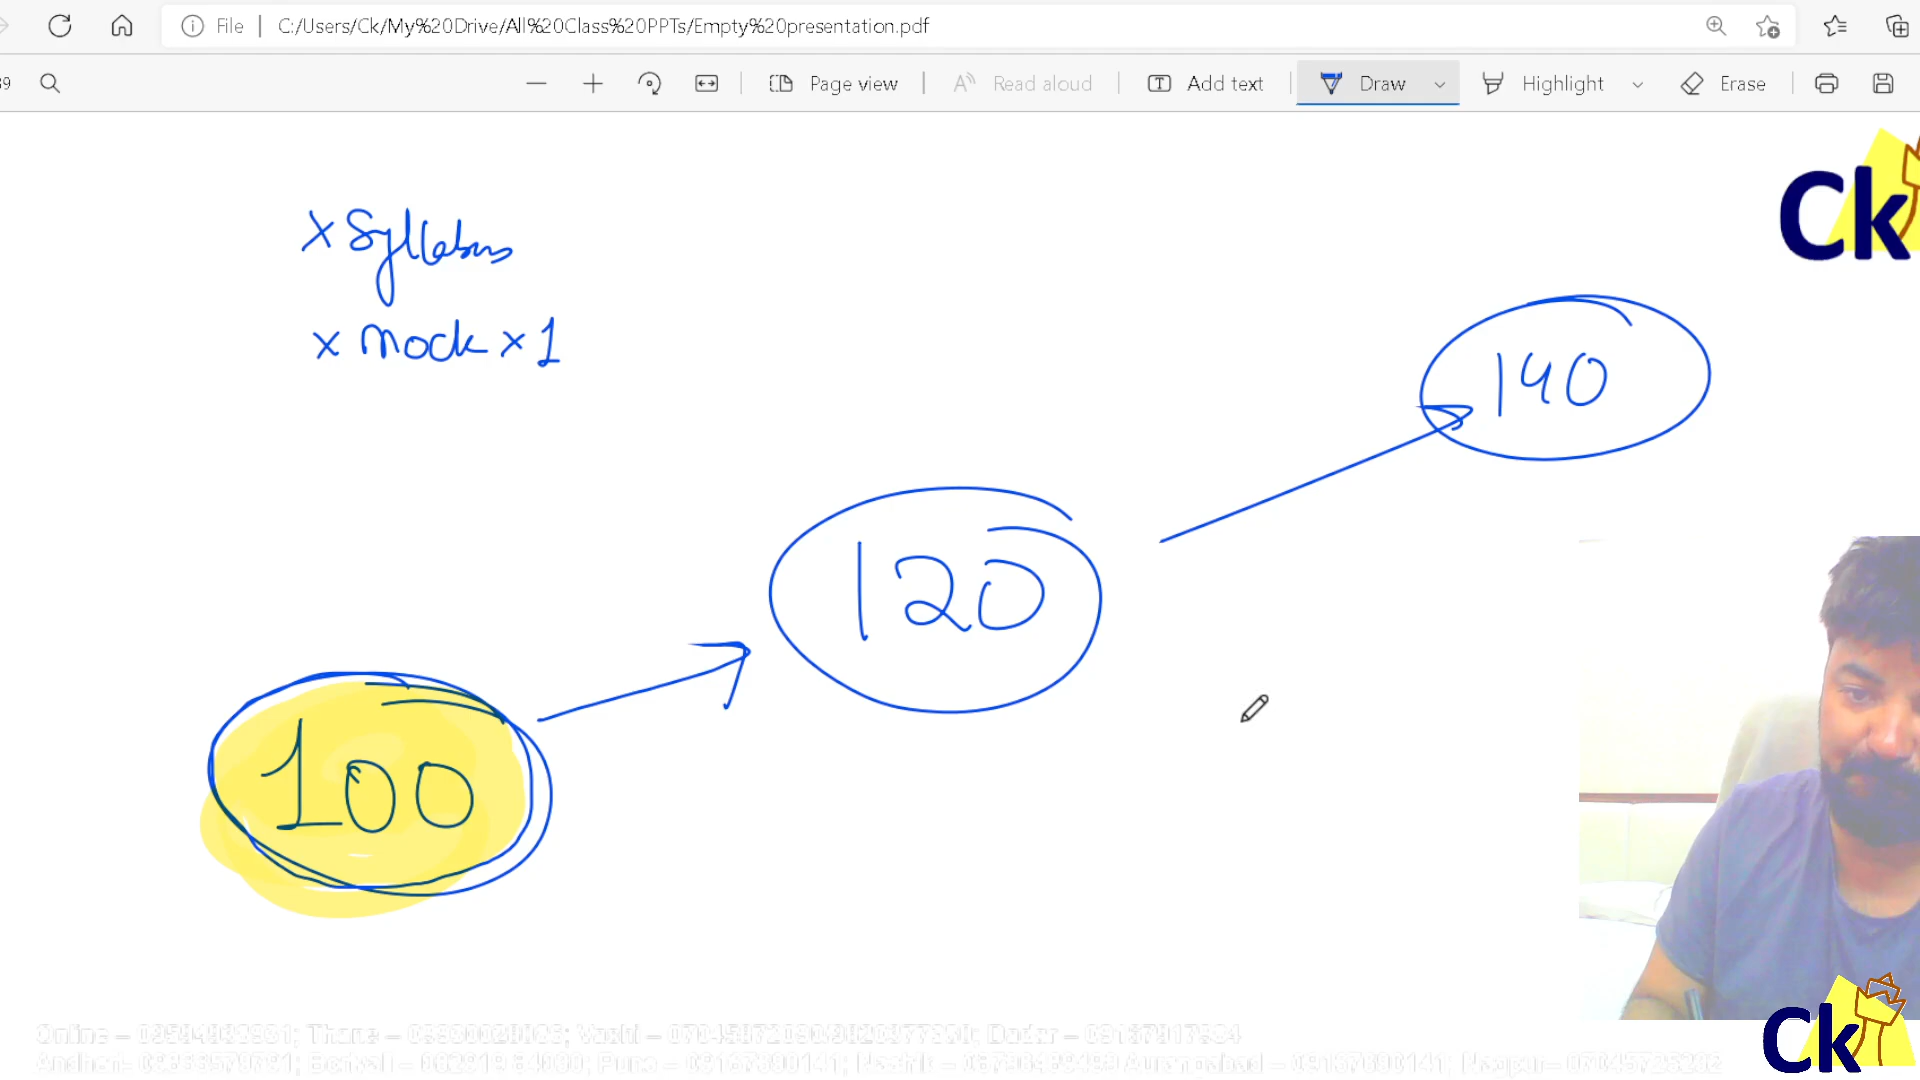 File | C:/Users/Ck/My%20Drive/All%20Class%20PPTs/Empty%20presentation.pdf
39 Page view Read aloud Add text Draw Highlight Erase
Ck
x Syllabus
x Mock x 1
140
120
100
Ck